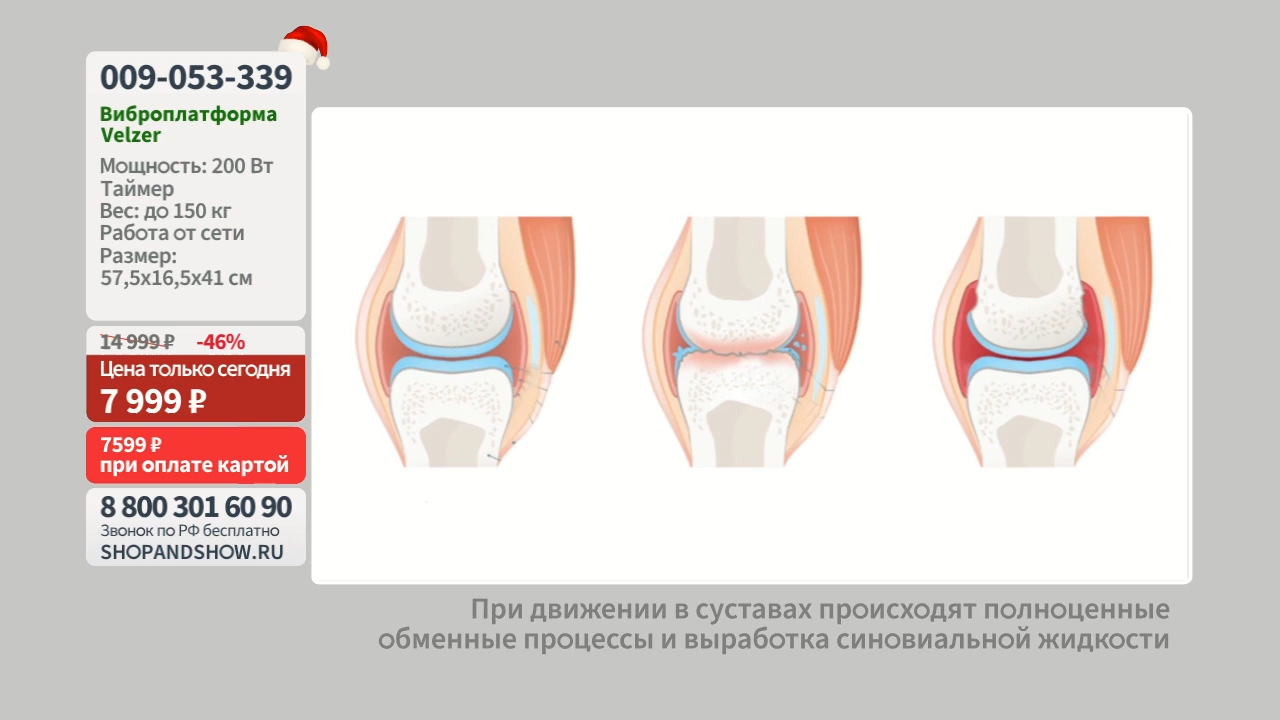 009-053-339
Виброплатформа
Velzer
Мощность: 200 Вт
Таймер
Вес: до 150 кг
Работа от сети
Размер:
57,5х16,5х41 см
14 999 ₽ -46%
Цена только сегодня
7 999 ₽
7599 ₽
при оплате картой
8 800 301 60 90
Звонок по РФ бесплатно
SHOPANDSHOW.RU
При движении в суставах происходят полноценные
обменные процессы и выработка синовиальной жидкости